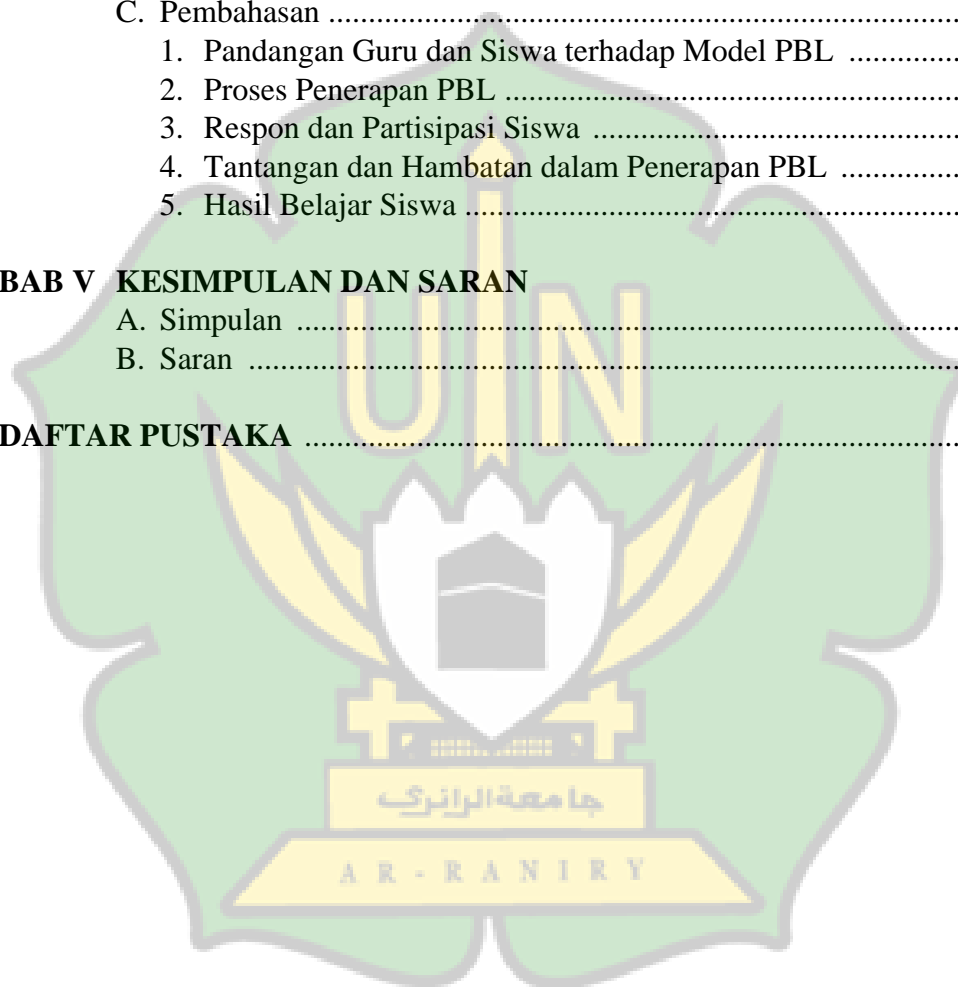 C. Pembahasan ....................................................................................
1. Pandangan Guru dan Siswa terhadap Model PBL ..............
2. Proses Penerapan PBL ..........................................................
3. Respon dan Partisipasi Siswa ...............................................
4. Tantangan dan Hambatan dalam Penerapan PBL ...............
5. Hasil Belajar Siswa ...............................................................
BAB V KESIMPULAN DAN SARAN
A. Simpulan ....................................................................................
B. Saran ..........................................................................................
DAFTAR PUSTAKA ...................................................................................
UIN
جامعة الرانري
AR-RANIRY